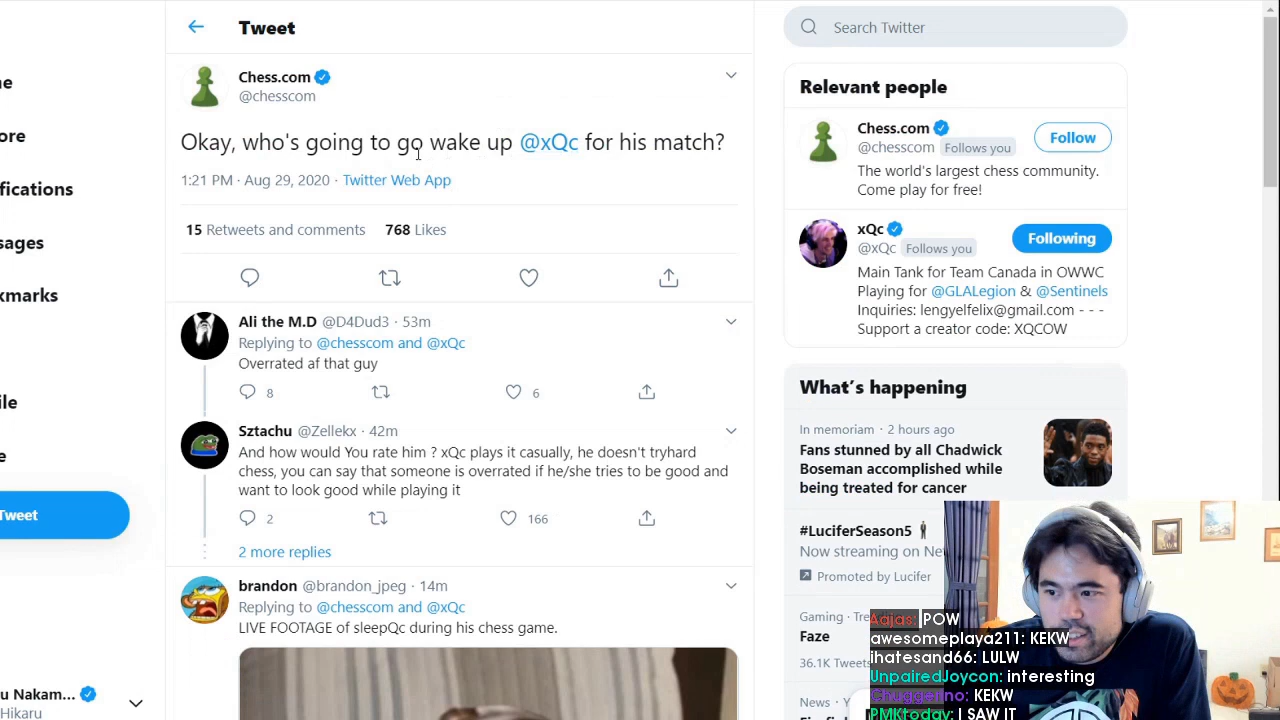 Tweet
Chess.com
@chesscom
Okay, who's going to go wake up @xQc for his match?
1:21 PM · Aug 29, 2020 · Twitter Web App
15 Retweets and comments 768 Likes
Ali the M.D @D4Dud3 · 53m
Replying to @chesscom and @xQc
Overrated af that guy
8 6
Sztachu @Zellekx · 42m
And how would You rate him ? xQc plays it casually, he doesn't tryhard
chess, you can say that someone is overrated if he/she tries to be good and
want to look good while playing it
2 166
2 more replies
brandon @brandon_jpeg · 14m
Replying to @chesscom and @xQc
LIVE FOOTAGE of sleepQc during his chess game.
me
ore
fications
sages
kmarks
ile
e
Tweet
u Nakam...
Hikaru
Search Twitter
Relevant people
Chess.com
@chesscom Follows you
Follow
The world's largest chess community.
Come play for free!
xQc
@xQc Follows you
Following
Main Tank for Team Canada in OWWC
Playing for @GLALegion & @Sentinels
Inquiries: lengyelfelix@gmail.com - - -
Support a creator code: XQCOW
What's happening
In memoriam · 2 hours ago
Fans stunned by all Chadwick
Boseman accomplished while
being treated for cancer
#LuciferSeason5
Now streaming on Ne
Promoted by Lucifer
Gaming · Tre
Faze
36.1K Tweets
News ·
Aajas: POW
awesomeplaya211: KEKW
ihatesand66: LULW
UnpairedJoycon: interesting
Chuggerino: KEKW
PMKtoday: I SAW IT